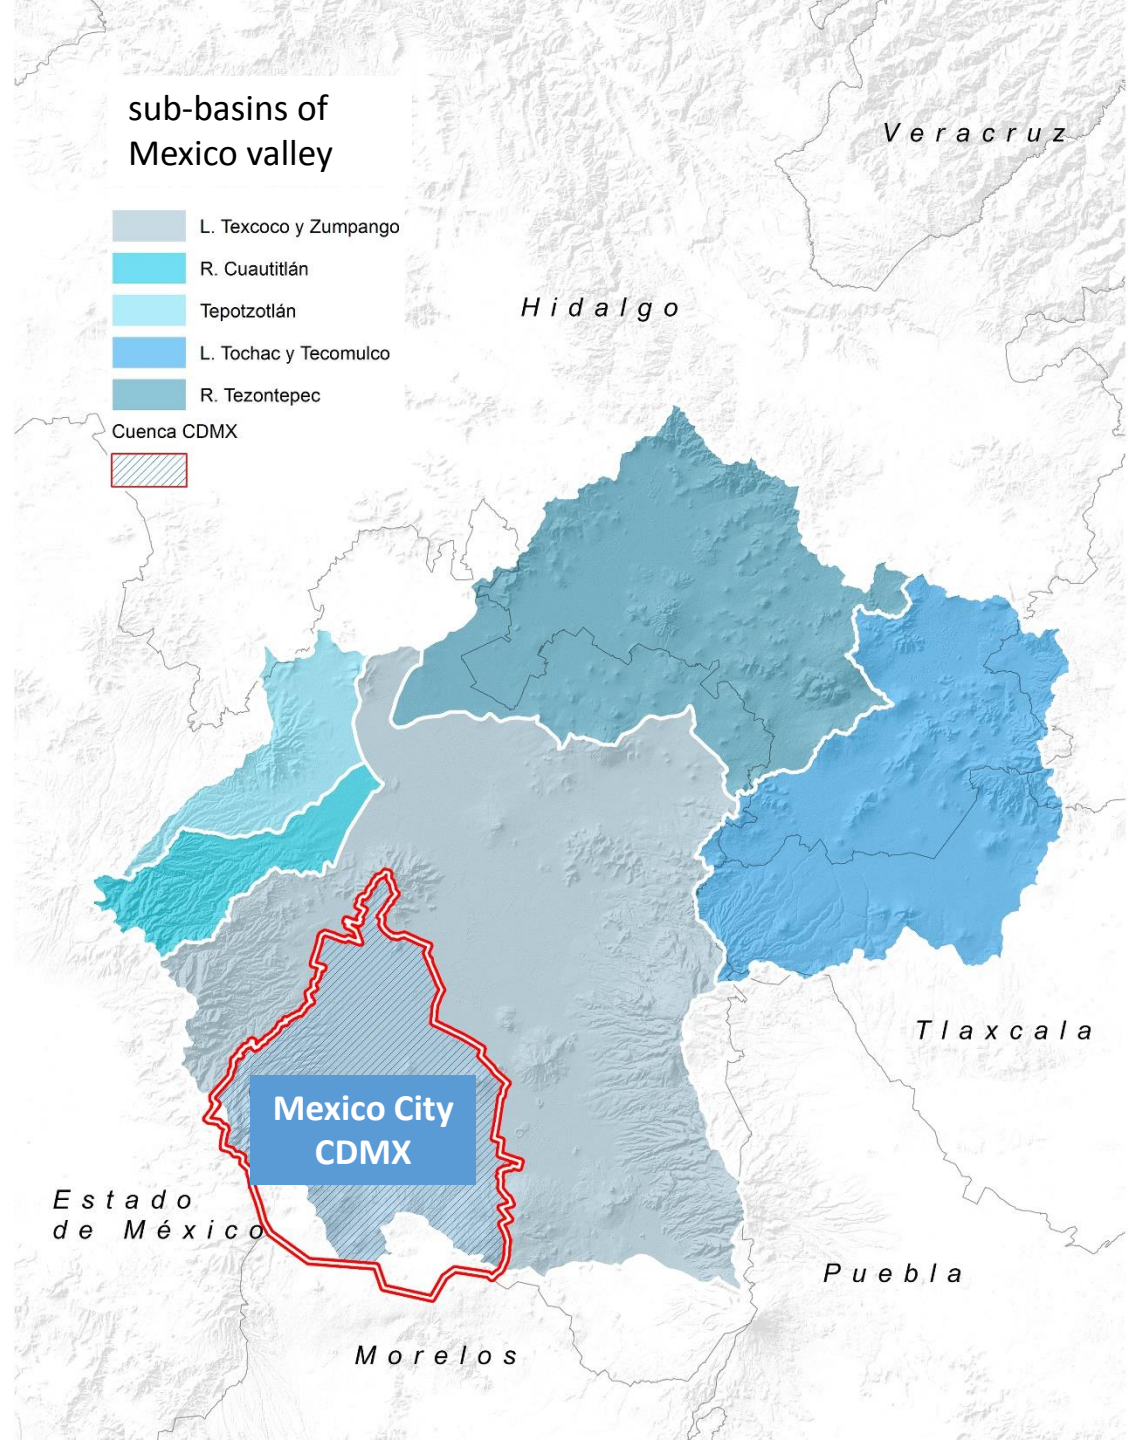 sub-basins of
Mexico valley
L. Texcoco y Zumpango
R. Cuautitlán
Tepotzotlán
L. Tochac y Tecomulco
R. Tezontepec
Cuenca CDMX
Veracruz
Hidalgo
Tlaxcala
Mexico City
CDMX
Estado
de México
Puebla
Morelos